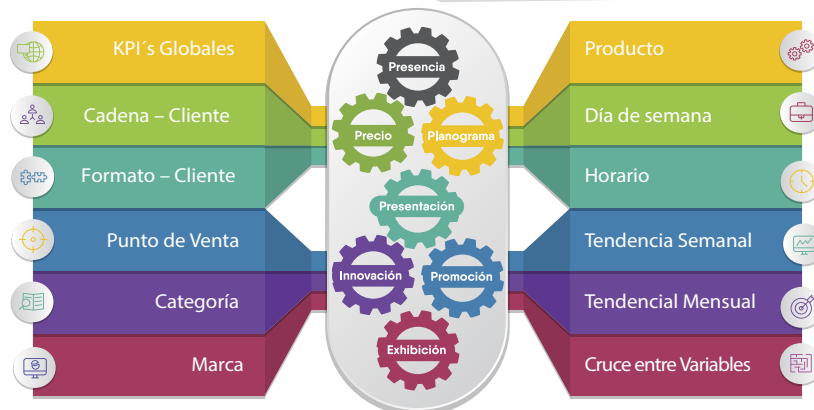 KPI´s Globales
Cadena – Cliente
Formato – Cliente
Punto de Venta
Categoría
Marca
Presencia
Precio
Planograma
Presentación
Innovación
Promoción
Exhibición
Producto
Día de semana
Horario
Tendencia Semanal
Tendencial Mensual
Cruce entre Variables